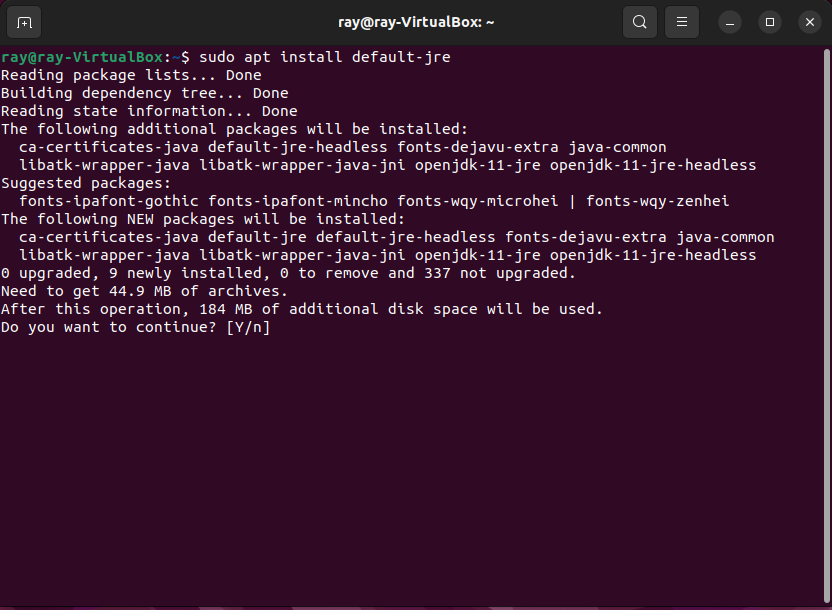 ray@ray-VirtualBox: ~
ray@ray-VirtualBox:~$ sudo apt install default-jre
Reading package lists... Done
Building dependency tree... Done
Reading state information... Done
The following additional packages will be installed:
  ca-certificates-java default-jre-headless fonts-dejavu-extra java-common
  libatk-wrapper-java libatk-wrapper-java-jni openjdk-11-jre openjdk-11-jre-headless
Suggested packages:
  fonts-ipafont-gothic fonts-ipafont-mincho fonts-wqy-microhei | fonts-wqy-zenhei
The following NEW packages will be installed:
  ca-certificates-java default-jre default-jre-headless fonts-dejavu-extra java-common
  libatk-wrapper-java libatk-wrapper-java-jni openjdk-11-jre openjdk-11-jre-headless
0 upgraded, 9 newly installed, 0 to remove and 337 not upgraded.
Need to get 44.9 MB of archives.
After this operation, 184 MB of additional disk space will be used.
Do you want to continue? [Y/n]